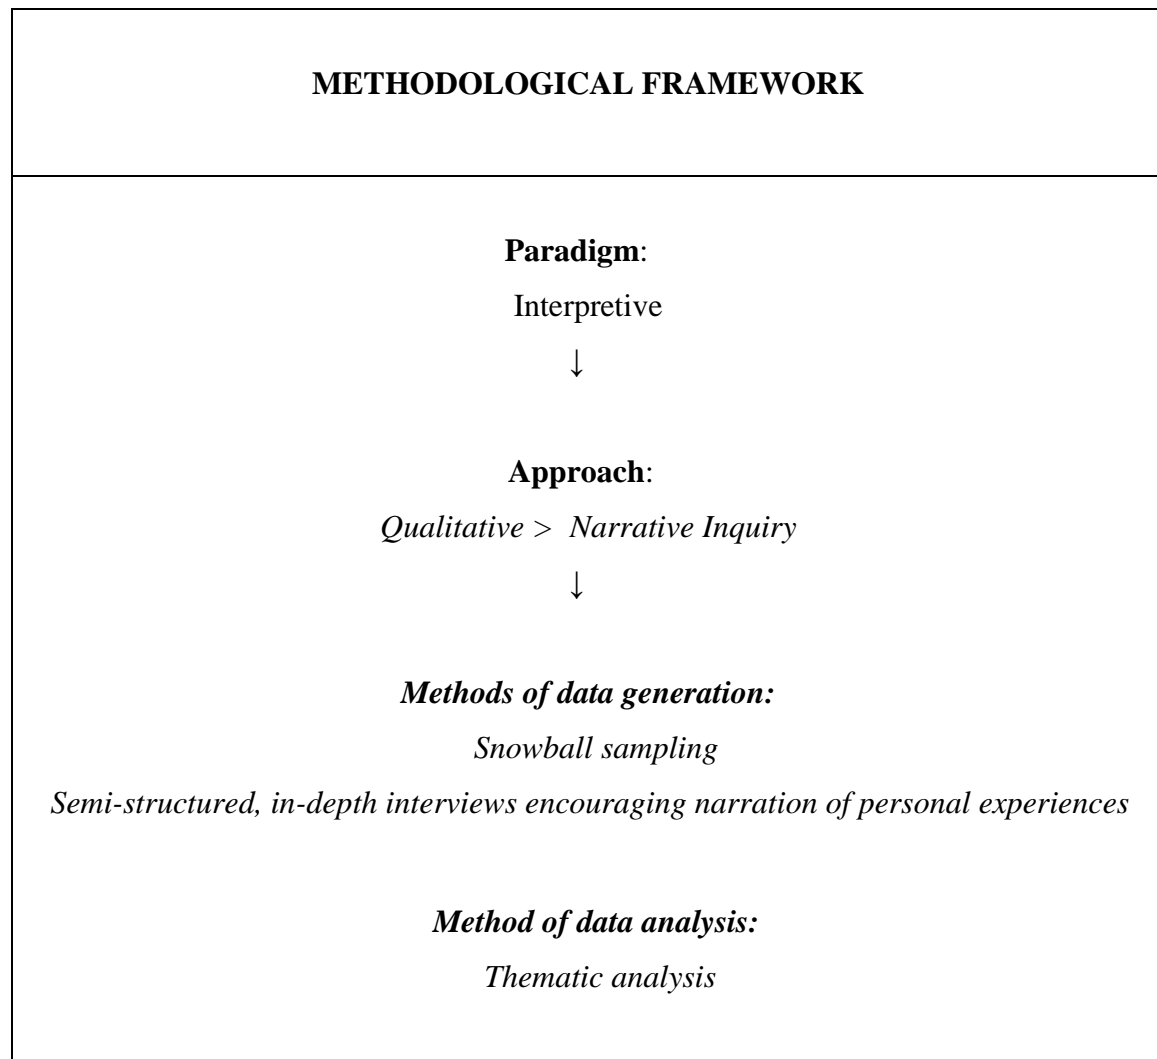 METHODOLOGICAL FRAMEWORK
Paradigm:
Interpretive
↓
Approach:
Qualitative > Narrative Inquiry
↓
Methods of data generation:
Snowball sampling
Semi-structured, in-depth interviews encouraging narration of personal experiences
Method of data analysis:
Thematic analysis